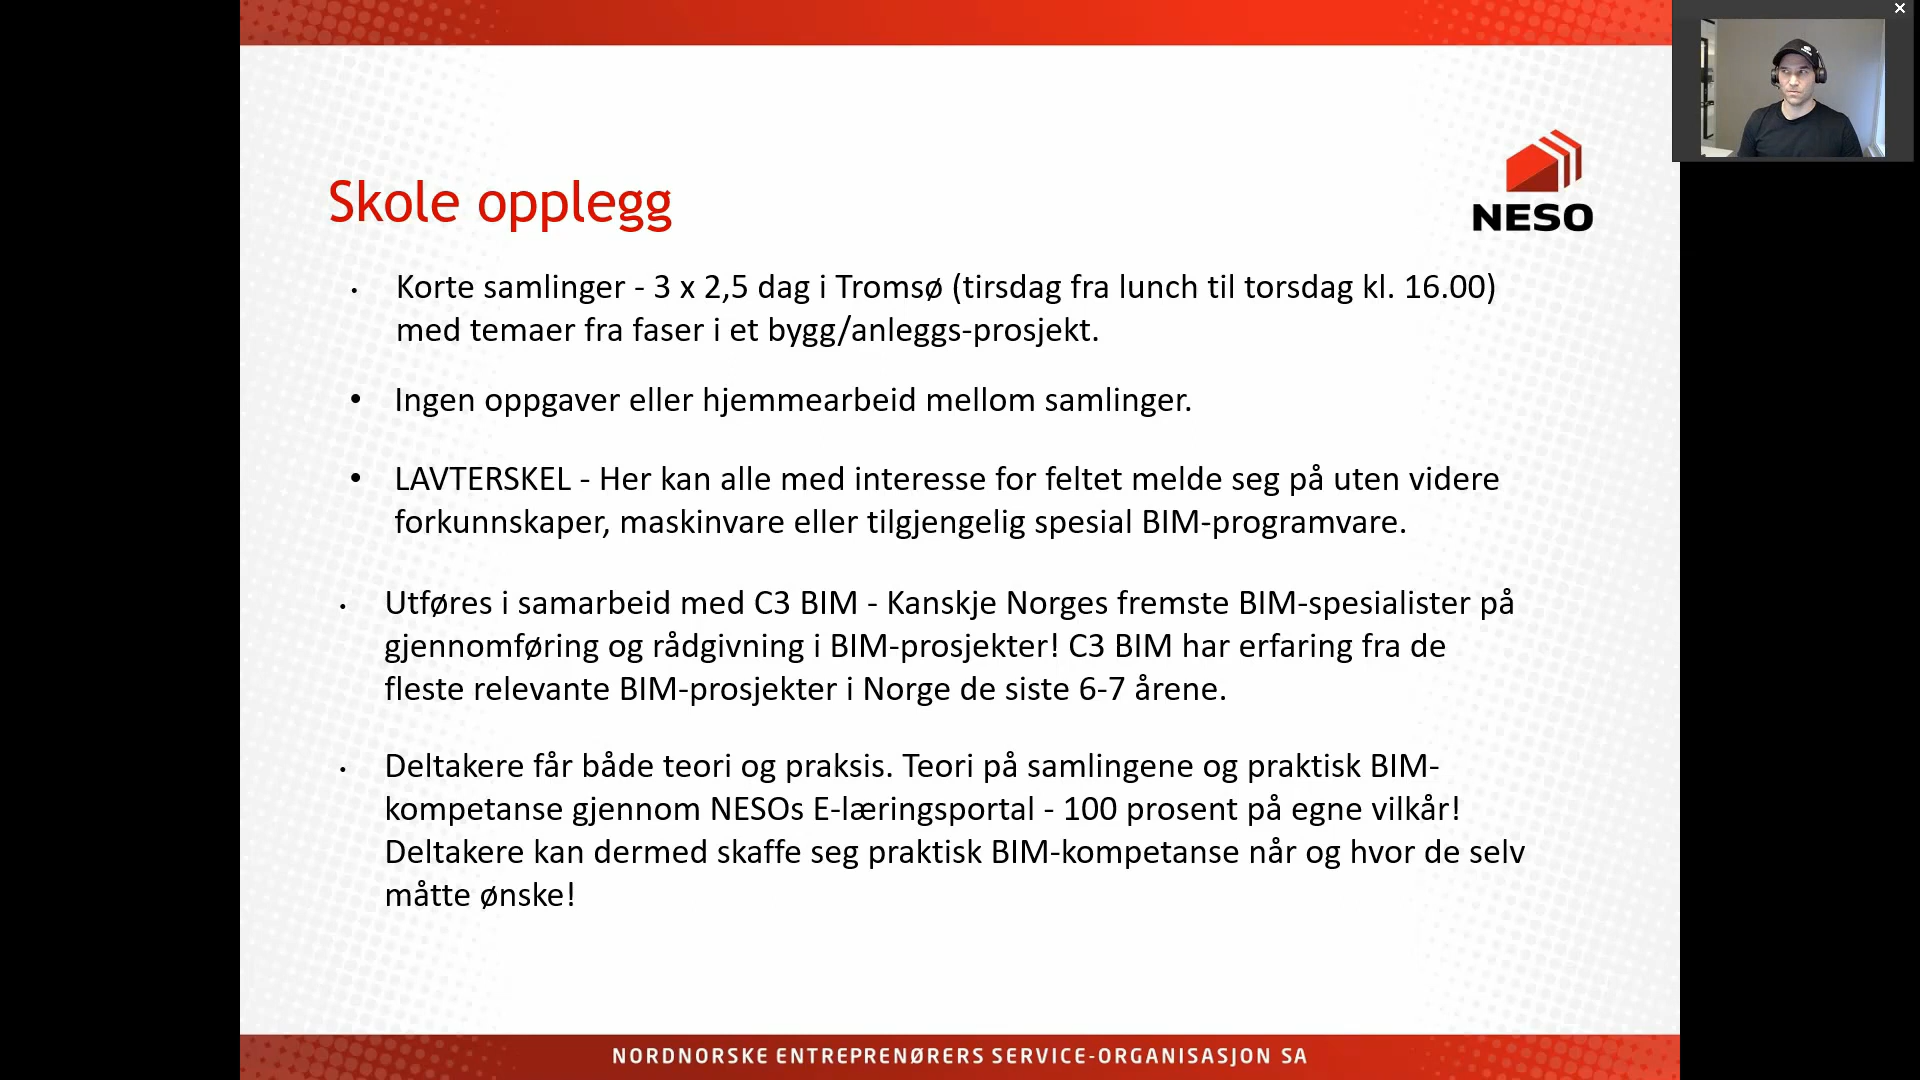 Skole opplegg
NESO
• Korte samlinger - 3 x 2,5 dag i Tromsø (tirsdag fra lunch til torsdag kl. 16.00)
med temaer fra faser i et bygg/anleggs-prosjekt.
• Ingen oppgaver eller hjemmearbeid mellom samlinger.
• LAVTERSKEL - Her kan alle med interesse for feltet melde seg på uten videre
forkunnskaper, maskinvare eller tilgjengelig spesial BIM-programvare.
• Utføres i samarbeid med C3 BIM - Kanskje Norges fremste BIM-spesialister på
gjennomføring og rådgivning i BIM-prosjekter! C3 BIM har erfaring fra de
fleste relevante BIM-prosjekter i Norge de siste 6-7 årene.
• Deltakere får både teori og praksis. Teori på samlingene og praktisk BIM-
kompetanse gjennom NESOs E-læringsportal - 100 prosent på egne vilkår!
Deltakere kan dermed skaffe seg praktisk BIM-kompetanse når og hvor de selv
måtte ønske!
NORDNORSKE ENTREPRENØRERS SERVICE-ORGANISASJON SA